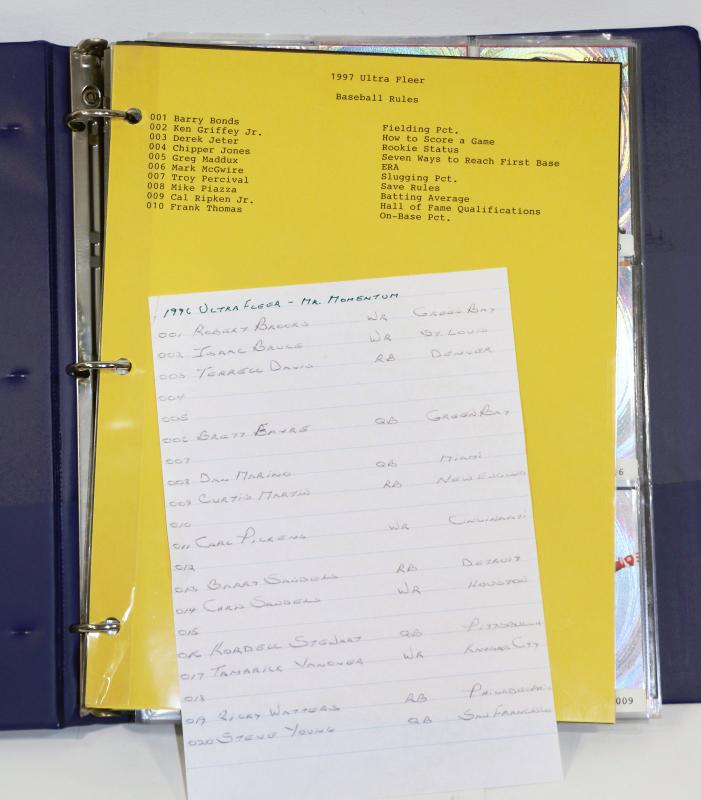 FLEER 97
1997 Ultra Fleer
Baseball Rules
001 Barry Bonds Fielding Pct.
002 Ken Griffey Jr. How to Score a Game
003 Derek Jeter Rookie Status
004 Chipper Jones Seven Ways to Reach First Base
005 Greg Maddux ERA
006 Mark McGwire Slugging Pct.
007 Troy Percival Save Rules
008 Mike Piazza Batting Average
009 Cal Ripken Jr. Hall of Fame Qualifications
010 Frank Thomas On-Base Pct.
1996 ULTRA FLEER - MR. MOMENTUM
001 ROBERT BROOKS WR GREEN BAY
002 ISAAC BRUCE WR ST. LOUIS
003 TERRELL DAVIS RB DENVER
004
005
006 BRETT FAVRE QB GREEN BAY
007
008 DAN MARINO QB MIAMI
009 CURTIS MARTIN RB NEW ENGLAND
010
011 CARL PICKENS WR CINCINNATI
012
013 BARRY SANDERS RB DETROIT
014 CHRIS SANDERS WR HOUSTON
015
016 KORDELL STEWART QB PITTSBURGH
017 TAMARICK VANOVER WR KANSAS CITY
018
019 RICKY WATTERS RB PHILADELPHIA
020 STEVE YOUNG QB SAN FRANCISCO
3
6
009